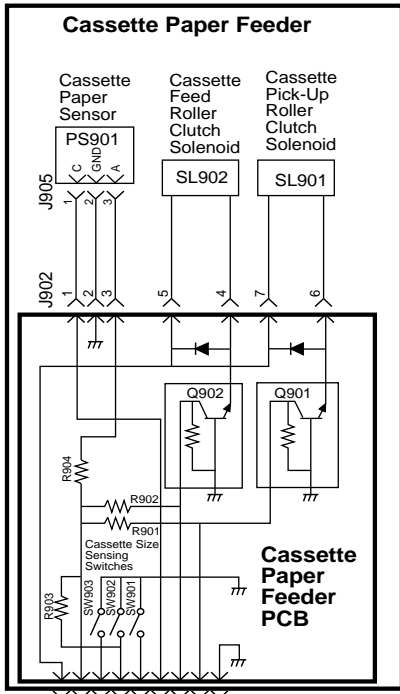 Cassette Paper Feeder
Cassette
Paper
Sensor
Cassette
Feed
Roller
Clutch
Solenoid
Cassette
Pick-Up
Roller
Clutch
Solenoid
PS901
C
GND
A
SL902
SL901
J905
1
2
3
J902
1
2
3
5
4
7
6
Q902
Q901
R904
R902
R901
Cassette Size
Sensing
Switches
R903
SW903
SW902
SW901
Cassette
Paper
Feeder
PCB